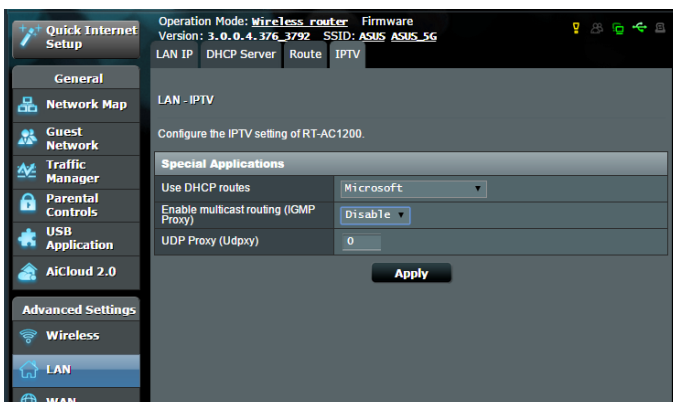 Quick Internet
Setup
Operation Mode: Wireless router Firmware
Version: 3.0.0.4.376_3792 SSID: ASUS ASUS_5G
LAN IP DHCP Server Route IPTV
General
Network Map
Guest
Network
Traffic
Manager
Parental
Controls
USB
Application
AiCloud 2.0
Advanced Settings
Wireless
LAN
WAN
LAN - IPTV
Configure the IPTV setting of RT-AC1200.
Special Applications
Use DHCP routes Microsoft
Enable multicast routing (IGMP
Proxy) Disable
UDP Proxy (Udpxy) 0
Apply